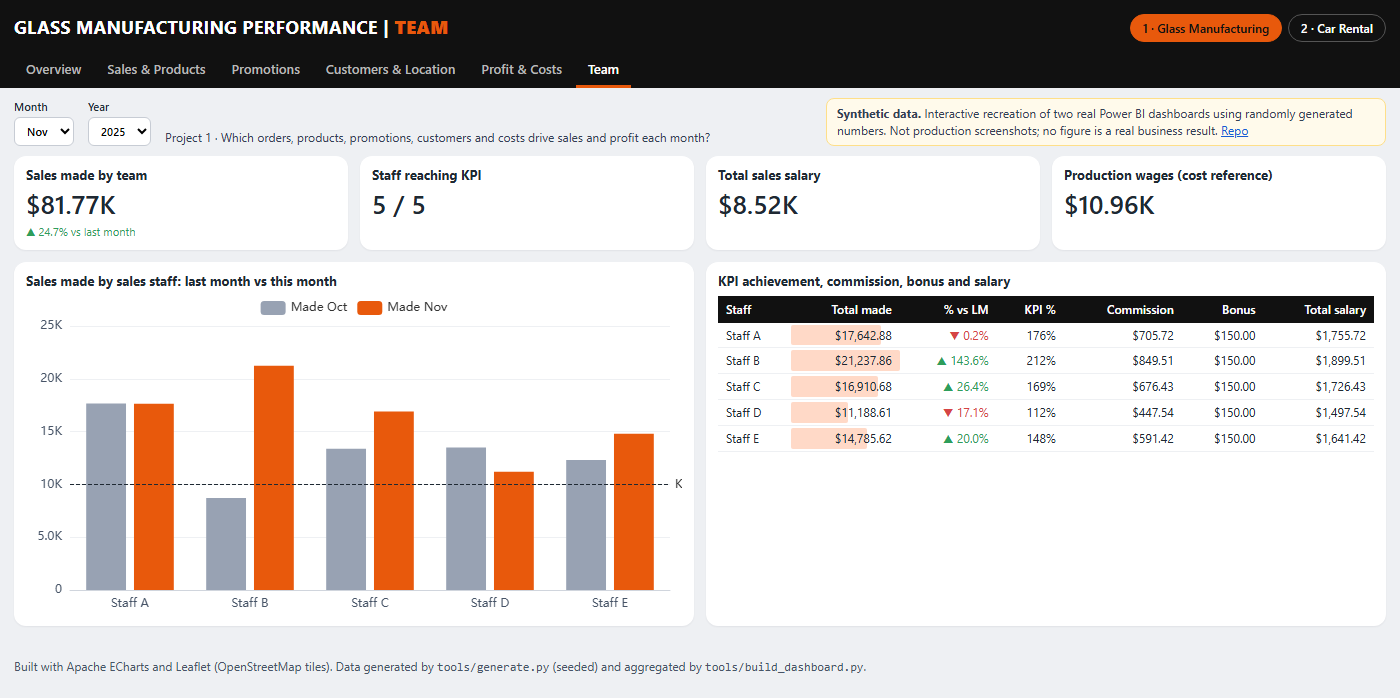 GLASS MANUFACTURING PERFORMANCE | TEAM
1 · Glass Manufacturing
2 · Car Rental
Overview
Sales & Products
Promotions
Customers & Location
Profit & Costs
Team
Month
Year
Nov
2025
Project 1 · Which orders, products, promotions, customers and costs drive sales and profit each month?
Synthetic data. Interactive recreation of two real Power BI dashboards using randomly generated
numbers. Not production screenshots; no figure is a real business result. Repo
Sales made by team
$81.77K
▲ 24.7% vs last month
Staff reaching KPI
5 / 5
Total sales salary
$8.52K
Production wages (cost reference)
$10.96K
Sales made by sales staff: last month vs this month
Made Oct
Made Nov
25K
20K
15K
10K
5.0K
0
K
Staff A
Staff B
Staff C
Staff D
Staff E
KPI achievement, commission, bonus and salary
Staff Total made % vs LM KPI % Commission Bonus Total salary
Staff A $17,642.88 ▼ 0.2% 176% $705.72 $150.00 $1,755.72
Staff B $21,237.86 ▲ 143.6% 212% $849.51 $150.00 $1,899.51
Staff C $16,910.68 ▲ 26.4% 169% $676.43 $150.00 $1,726.43
Staff D $11,188.61 ▼ 17.1% 112% $447.54 $150.00 $1,497.54
Staff E $14,785.62 ▲ 20.0% 148% $591.42 $150.00 $1,641.42
Built with Apache ECharts and Leaflet (OpenStreetMap tiles). Data generated by tools/generate.py (seeded) and aggregated by tools/build_dashboard.py.